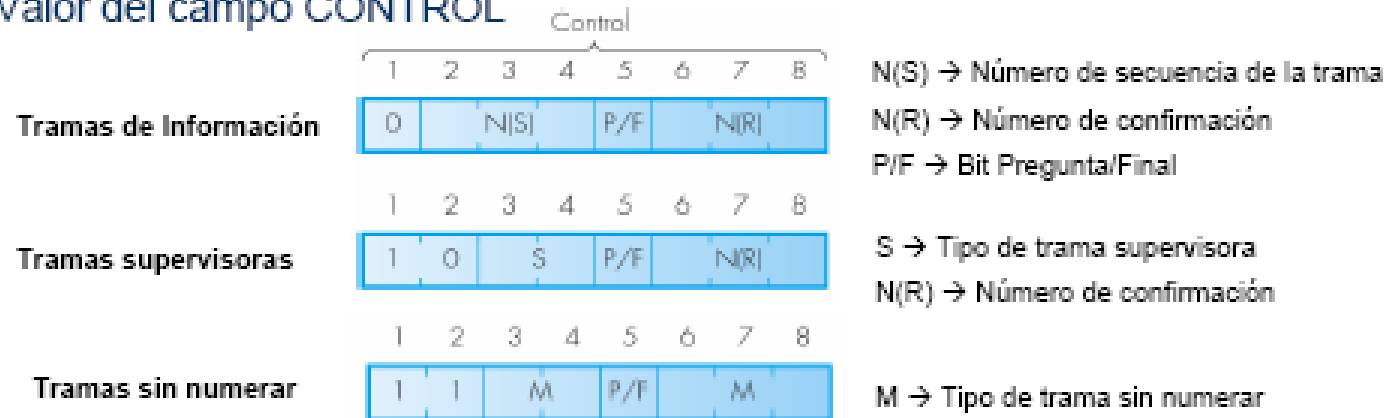 Valor del campo CONTROL
Control
1 2 3 4 5 6 7 8
Tramas de Información 0 N(S) P/F N(R)
N(S) → Número de secuencia de la trama
N(R) → Número de confirmación
P/F → Bit Pregunta/Final
1 2 3 4 5 6 7 8
Tramas supervisoras 1 0 S P/F N(R)
S → Tipo de trama supervisora
N(R) → Número de confirmación
1 2 3 4 5 6 7 8
Tramas sin numerar 1 1 M P/F M
M → Tipo de trama sin numerar